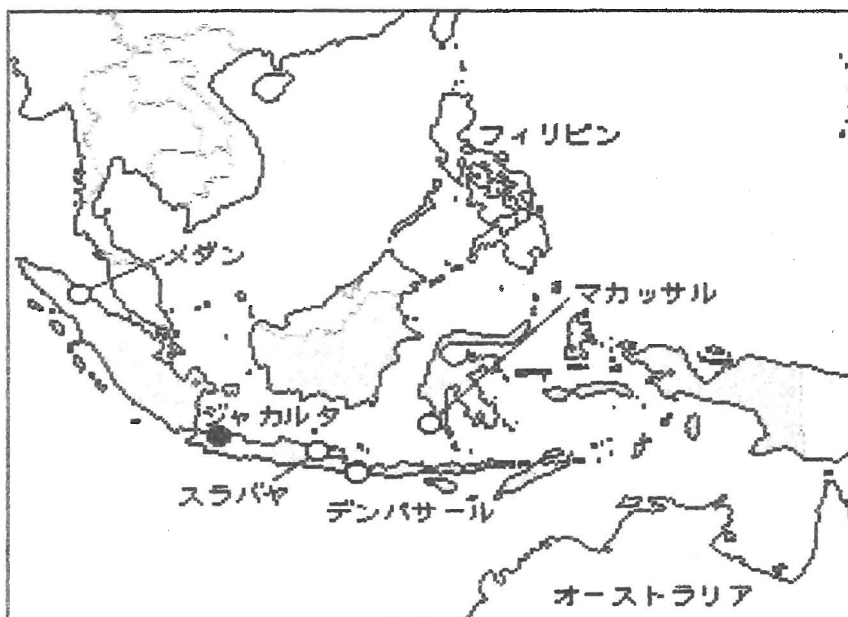 フィリピン
メダン
マカッサル
ジャカルタ
スラバヤ
デンパサール
オーストラリア